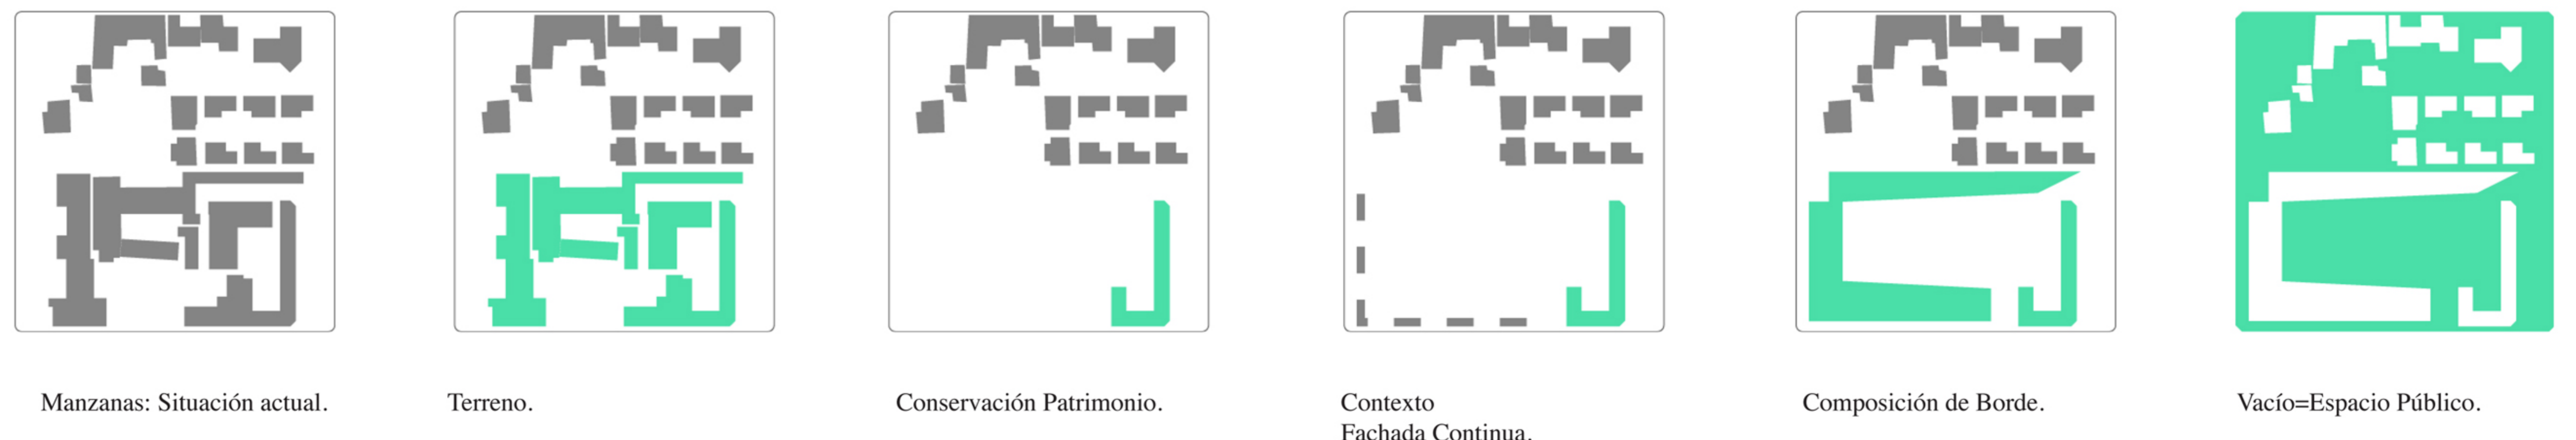 Manzanas: Situación actual.
Terreno.
Conservación Patrimonio.
Contexto
Fachada Continua.
Composición de Borde.
Vacío=Espacio Público.